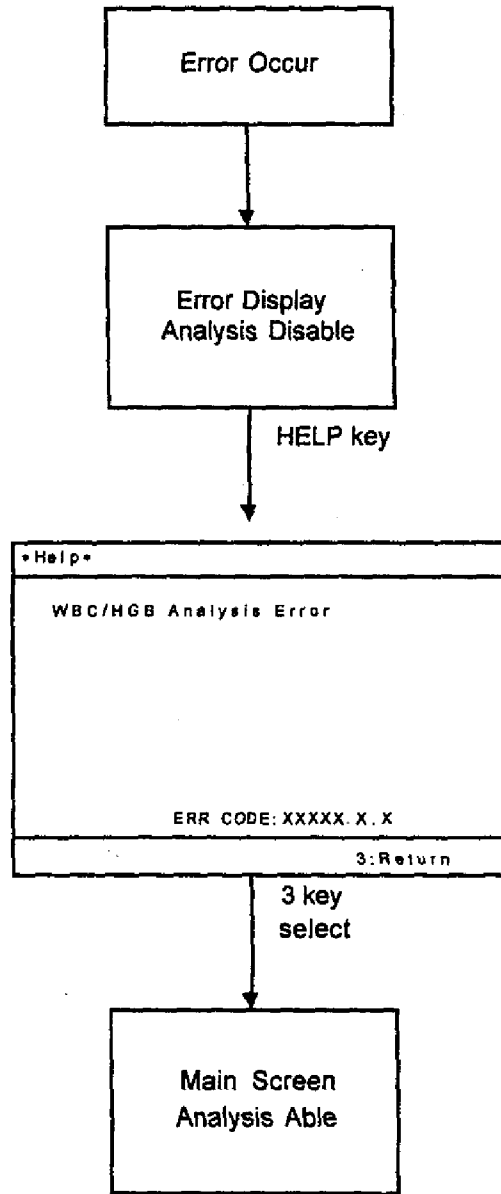 Error Occur
Error Display
Analysis Disable
HELP key
*Help*
WBC/HGB Analysis Error
ERR CODE:XXXXX.X.X
3:Return
3 key
select
Main Screen
Analysis Able